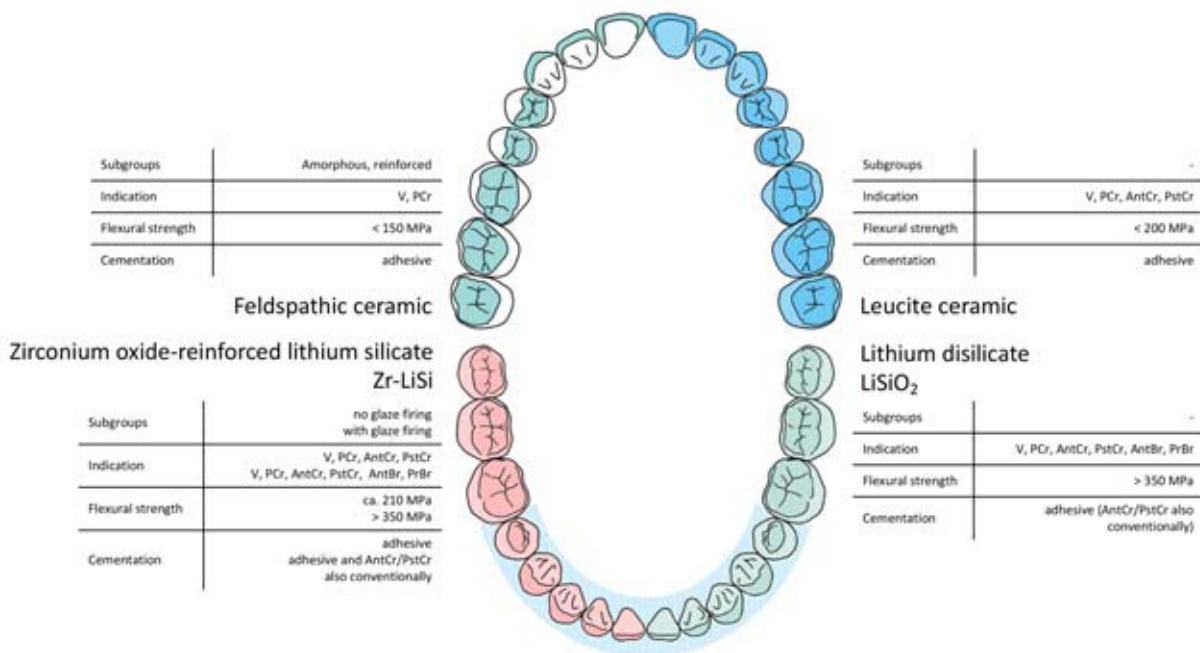 Subgroups Amorphous, reinforced
Indication V, PCr
Flexural strength < 150 MPa
Cementation adhesive
Feldspathic ceramic
Subgroups -
Indication V, PCr, AntCr, PstCr
Flexural strength < 200 MPa
Cementation adhesive
Leucite ceramic
Zirconium oxide-reinforced lithium silicate
Zr-LiSi
Subgroups no glaze firing
with glaze firing
Indication V, PCr, AntCr, PstCr
V, PCr, AntCr, PstCr, AntBr, PrBr
Flexural strength ca. 210 MPa
> 350 MPa
Cementation adhesive
adhesive and AntCr/PstCr
also conventionally
Lithium disilicate
LiSiO₂
Subgroups -
Indication V, PCr, AntCr, PstCr, AntBr, PrBr
Flexural strength > 350 MPa
Cementation adhesive (AntCr/PstCr also
conventionally)